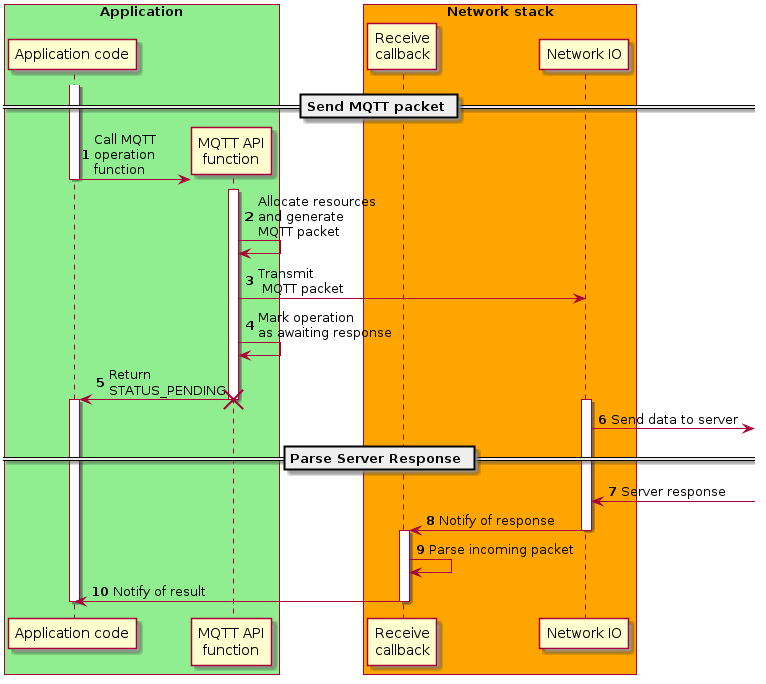 Application
Network stack
Application code
Receive
callback
Network IO
Send MQTT packet
MQTT API
function
1 Call MQTT
operation
function
2 Allocate resources
and generate
MQTT packet
3 Transmit
MQTT packet
4 Mark operation
as awaiting response
5 Return
STATUS_PENDING
6 Send data to server
Parse Server Response
7 Server response
8 Notify of response
9 Parse incoming packet
10 Notify of result
Application code
MQTT API
function
Receive
callback
Network IO